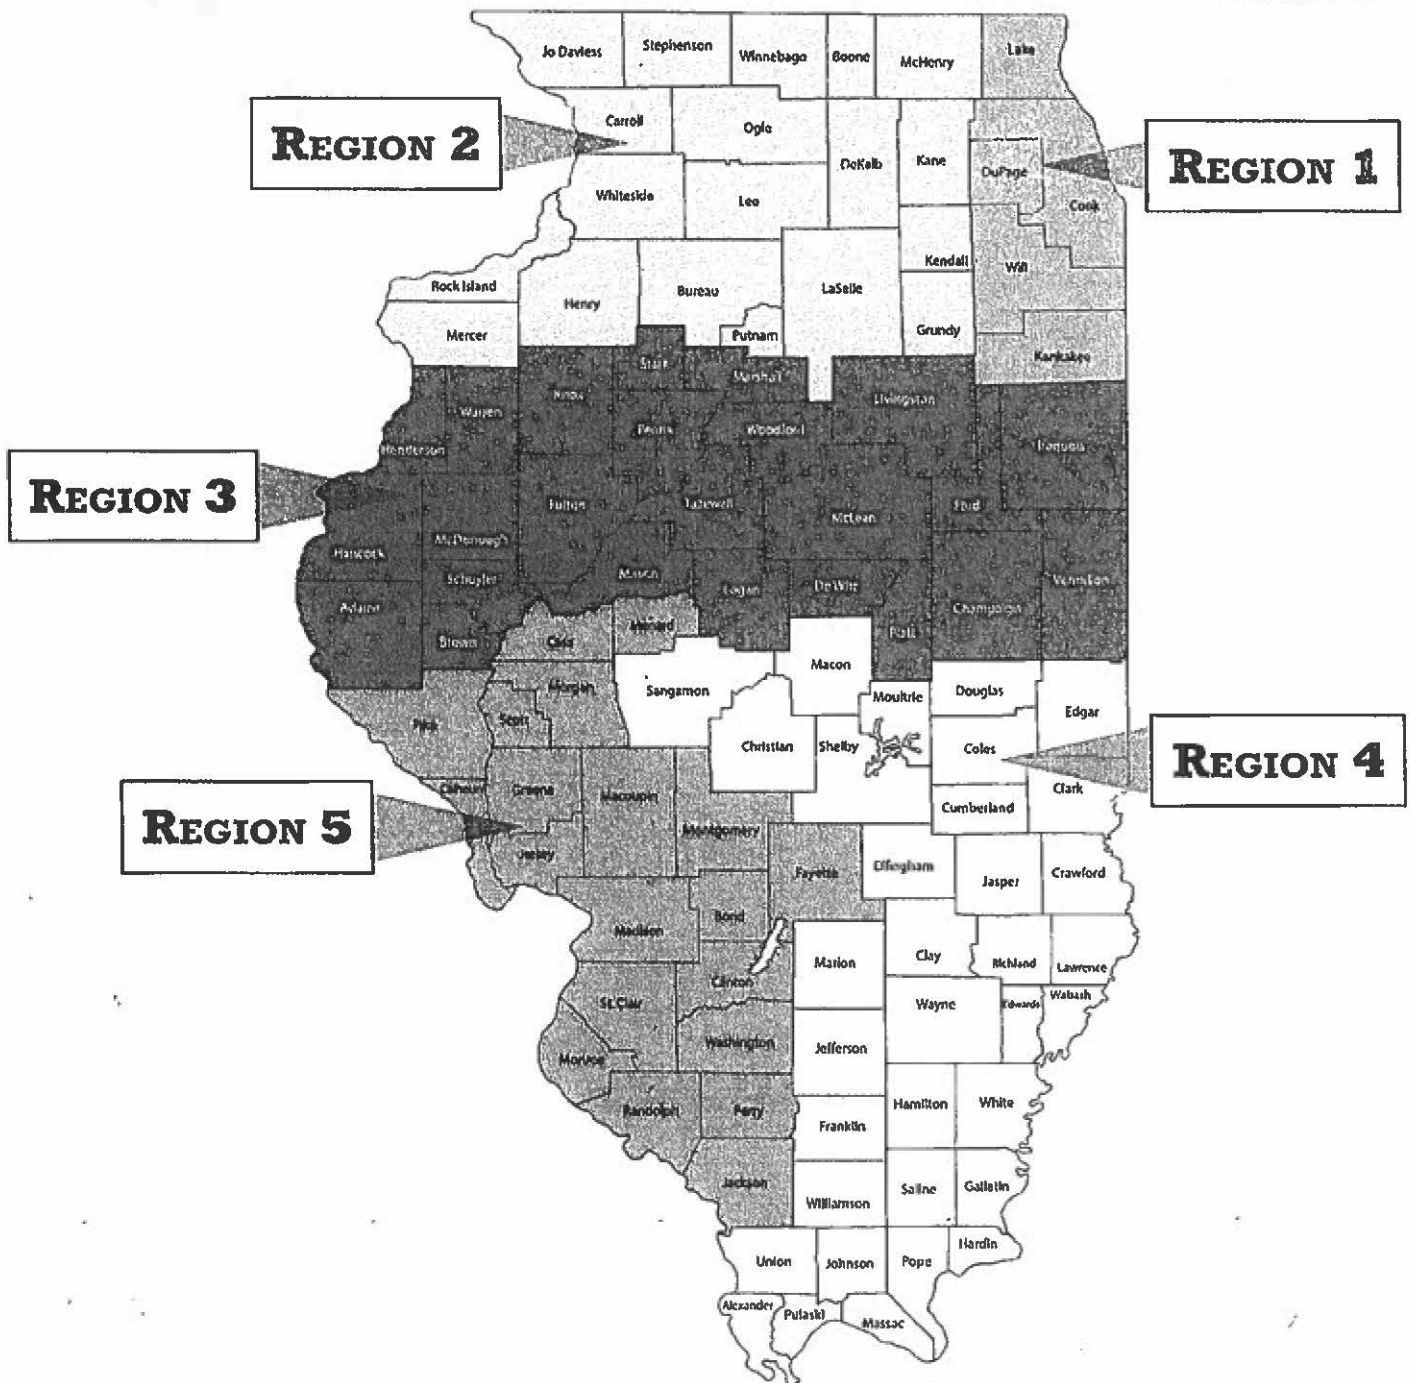 Jo Daviess
Stephenson
Winnebago
Boone
McHenry
Lake
REGION 2
Carroll
Ogle
DeKalb
Kane
DuPage
Cook
REGION 1
Whiteside
Lee
Kendall
Will
Rock Island
Henry
Bureau
LaSalle
Mercer
Putnam
Grundy
Kankakee
Stark
Marshall
Livingston
Knox
Warren
Peoria
Woodford
Iroquois
Henderson
REGION 3
Fulton
Tazewell
McLean
Ford
Hancock
McDonough
Schuyler
Mason
Logan
De Witt
Vermilion
Adams
Champaign
Brown
Cass
Menard
Piatt
Macon
Sangamon
Morgan
Moultrie
Douglas
Edgar
Pike
Scott
Christian
Shelby
Coles
REGION 4
Calhoun
Greene
Macoupin
Clark
Cumberland
REGION 5
Montgomery
Jersey
Fayette
Effingham
Jasper
Crawford
Bond
Madison
Marion
Clay
Richland
Lawrence
Clinton
St. Clair
Wayne
Edwards
Wabash
Washington
Jefferson
Monroe
Randolph
Perry
Hamilton
White
Franklin
Jackson
Williamson
Saline
Gallatin
Union
Johnson
Pope
Hardin
Alexander
Pulaski
Massac